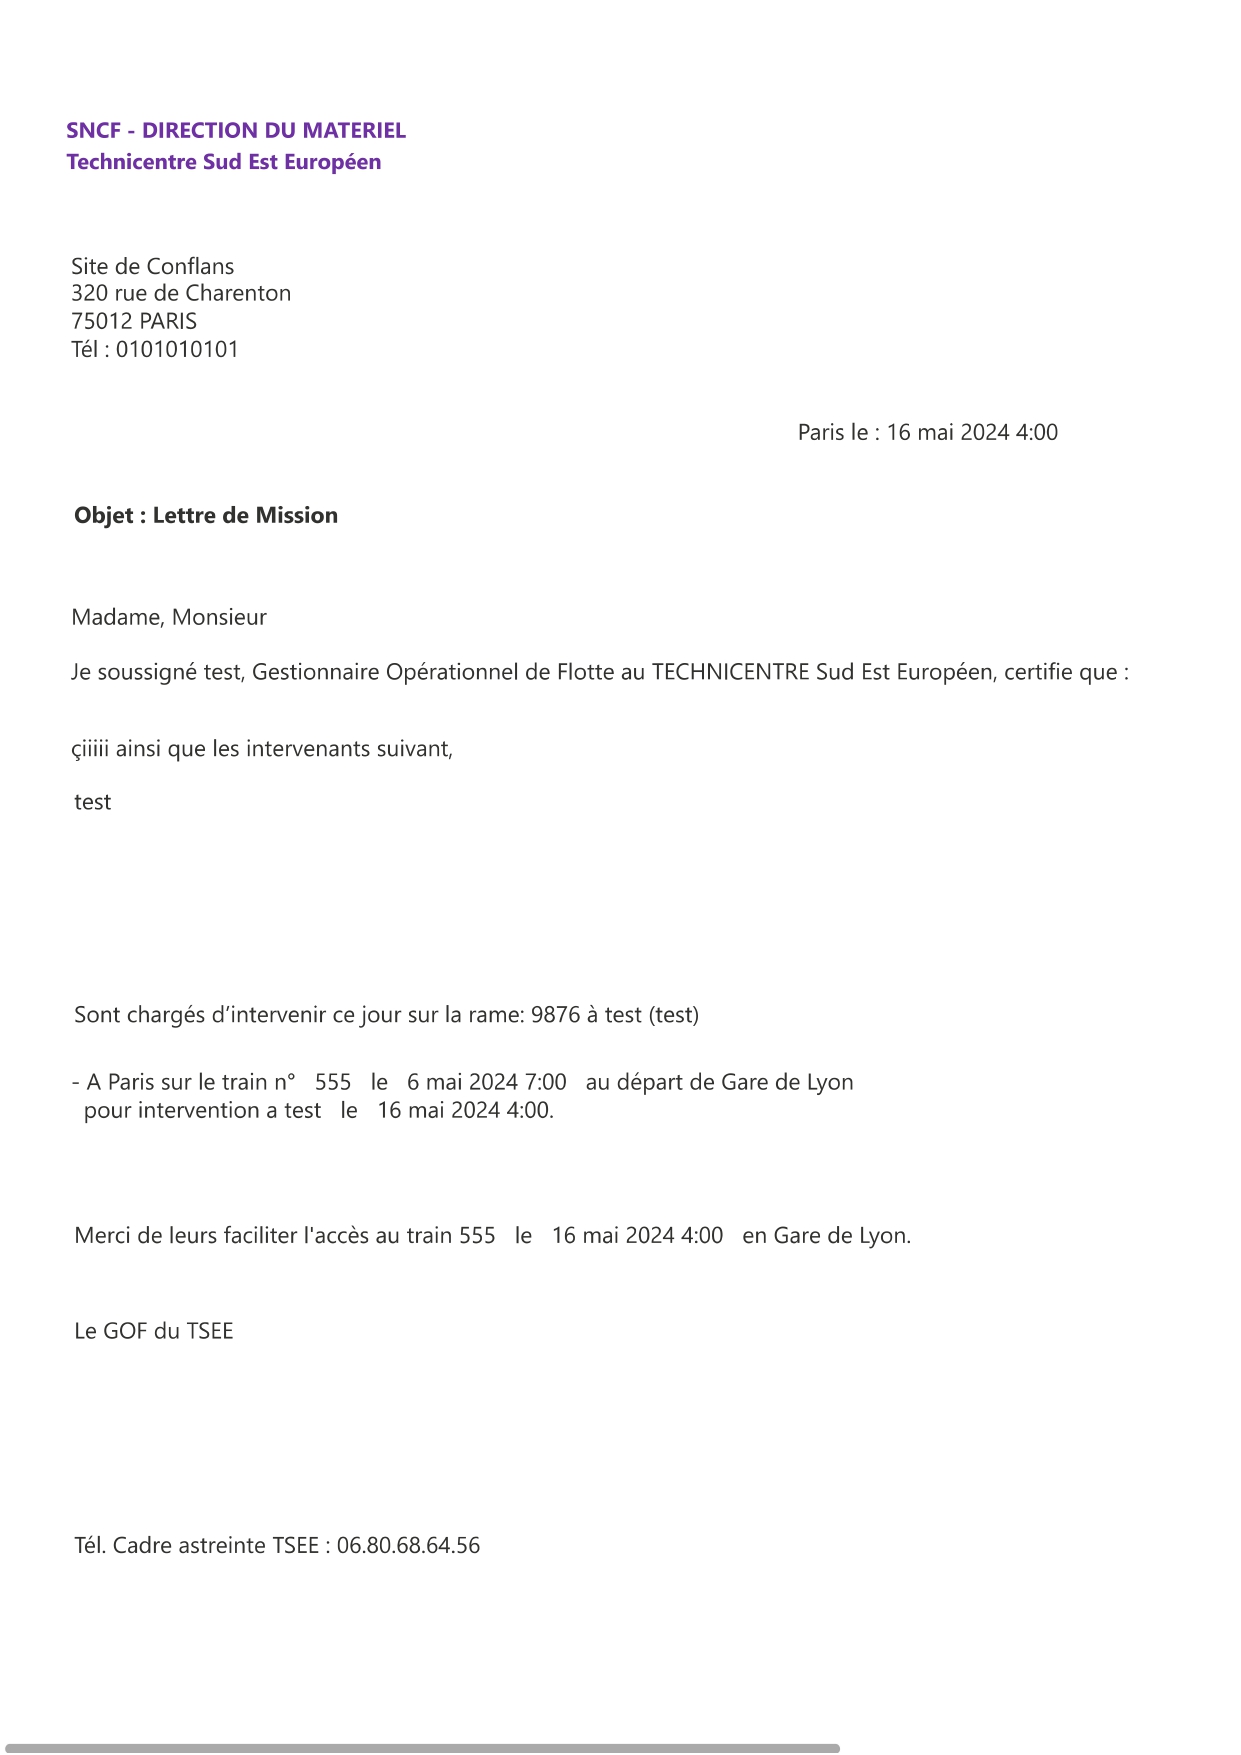 SNCF - DIRECTION DU MATERIEL
Technicentre Sud Est Européen
Site de Conflans
320 rue de Charenton
75012 PARIS
Tél : 0101010101
Paris le : 16 mai 2024 4:00
Objet : Lettre de Mission
Madame, Monsieur
Je soussigné test, Gestionnaire Opérationnel de Flotte au TECHNICENTRE Sud Est Européen, certifie que :
çiiiii ainsi que les intervenants suivant,
test
Sont chargés d’intervenir ce jour sur la rame: 9876 à test (test)
- A Paris sur le train n° 555 le 6 mai 2024 7:00 au départ de Gare de Lyon
pour intervention a test le 16 mai 2024 4:00.
Merci de leurs faciliter l'accès au train 555 le 16 mai 2024 4:00 en Gare de Lyon.
Le GOF du TSEE
Tél. Cadre astreinte TSEE : 06.80.68.64.56